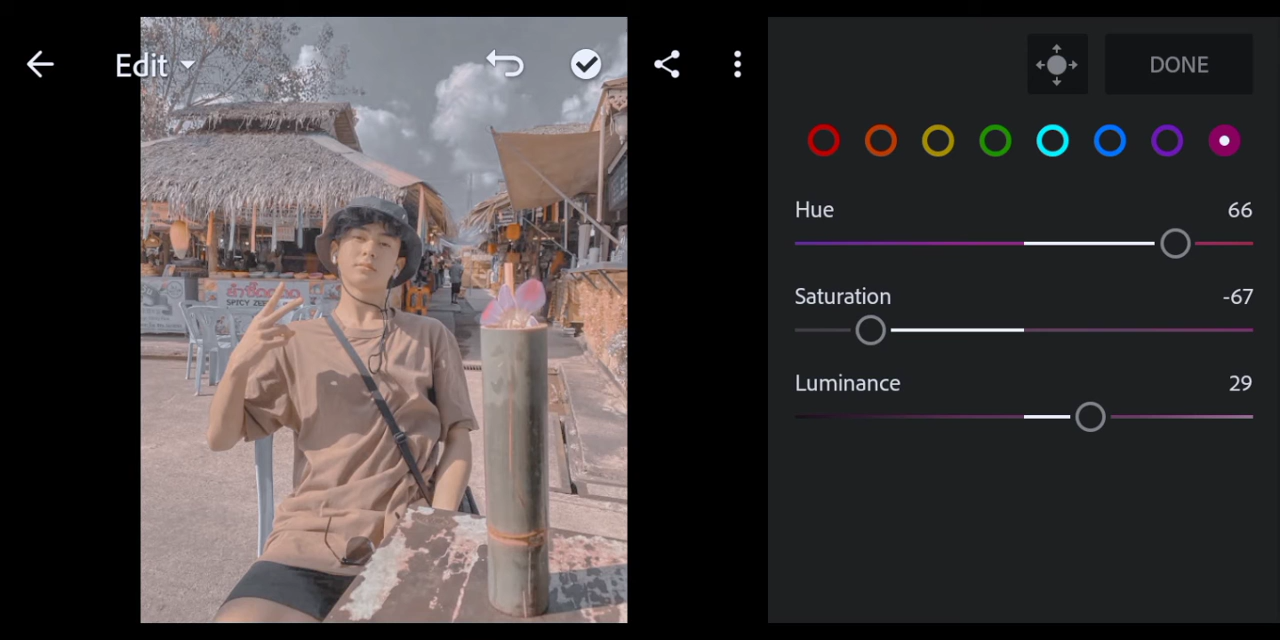 Edit
DONE
Hue 66
Saturation -67
Luminance 29
SPICY